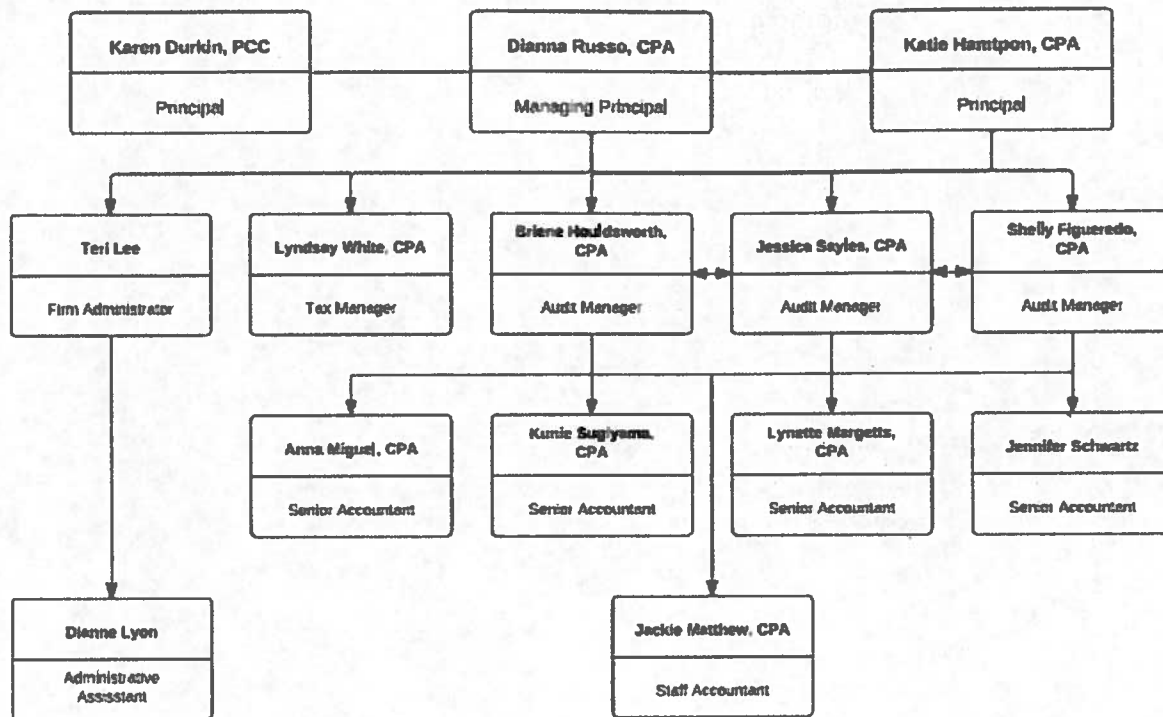 Karen Durkin, PCC
Principal
Dianna Russo, CPA
Managing Principal
Katie Hamtpon, CPA
Principal
Teri Lee
Firm Administrator
Lyndsay White, CPA
Tax Manager
Briene Houldsworth,
CPA
Audit Manager
Jessica Sayles, CPA
Audit Manager
Shelly Figueredo,
CPA
Audit Manager
Anna Miguel, CPA
Senior Accountant
Kunie Sugiyama,
CPA
Senior Accountant
Lynette Margetts,
CPA
Senior Accountant
Jennifer Schwartz
Senior Accountant
Dianne Lyon
Administrative
Assistant
Jackie Matthew, CPA
Staff Accountant